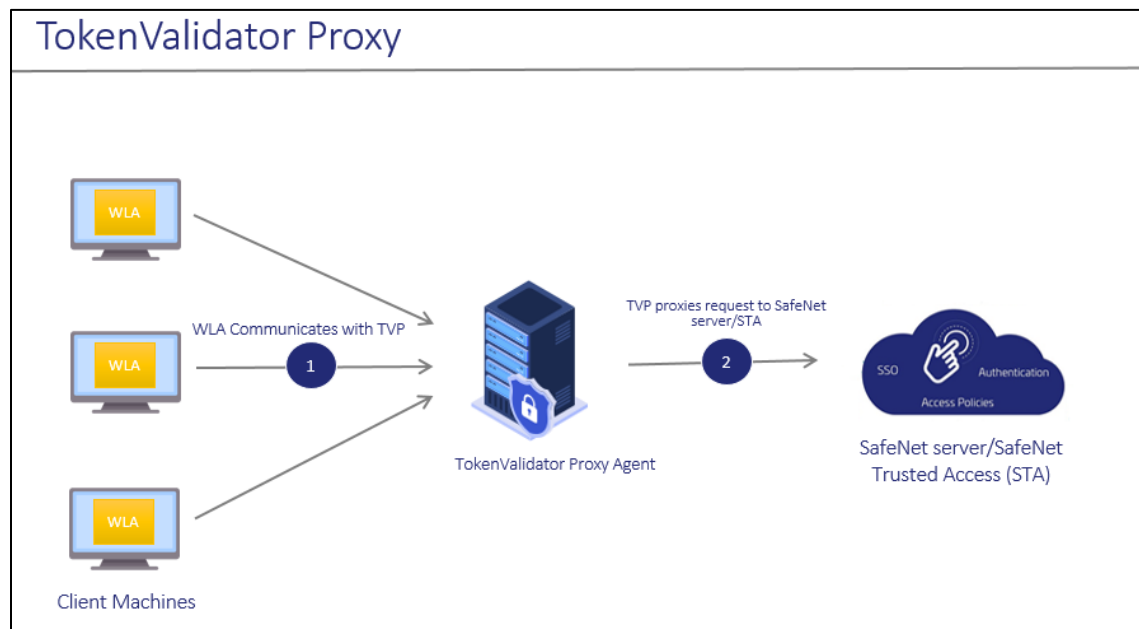 TokenValidator Proxy
WLA
WLA Communicates with TVP
1
WLA
TVP proxies request to SafeNet
server/STA
2
SSO
Authentication
Access Policies
TokenValidator Proxy Agent
SafeNet server/SafeNet
Trusted Access (STA)
WLA
Client Machines